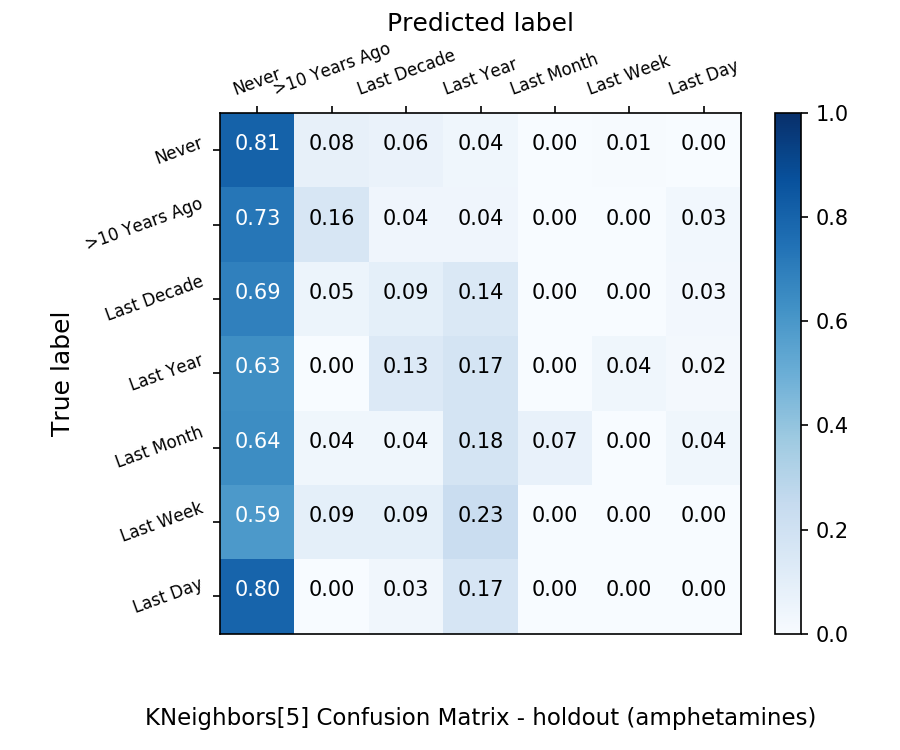 Predicted label
Never >10 Years Ago Last Decade Last Year Last Month Last Week Last Day
True label
Never 0.81 0.08 0.06 0.04 0.00 0.01 0.00
>10 Years Ago 0.73 0.16 0.04 0.04 0.00 0.00 0.03
Last Decade 0.69 0.05 0.09 0.14 0.00 0.00 0.03
Last Year 0.63 0.00 0.13 0.17 0.00 0.04 0.02
Last Month 0.64 0.04 0.04 0.18 0.07 0.00 0.04
Last Week 0.59 0.09 0.09 0.23 0.00 0.00 0.00
Last Day 0.80 0.00 0.03 0.17 0.00 0.00 0.00
1.0
0.8
0.6
0.4
0.2
0.0
KNeighbors[5] Confusion Matrix - holdout (amphetamines)